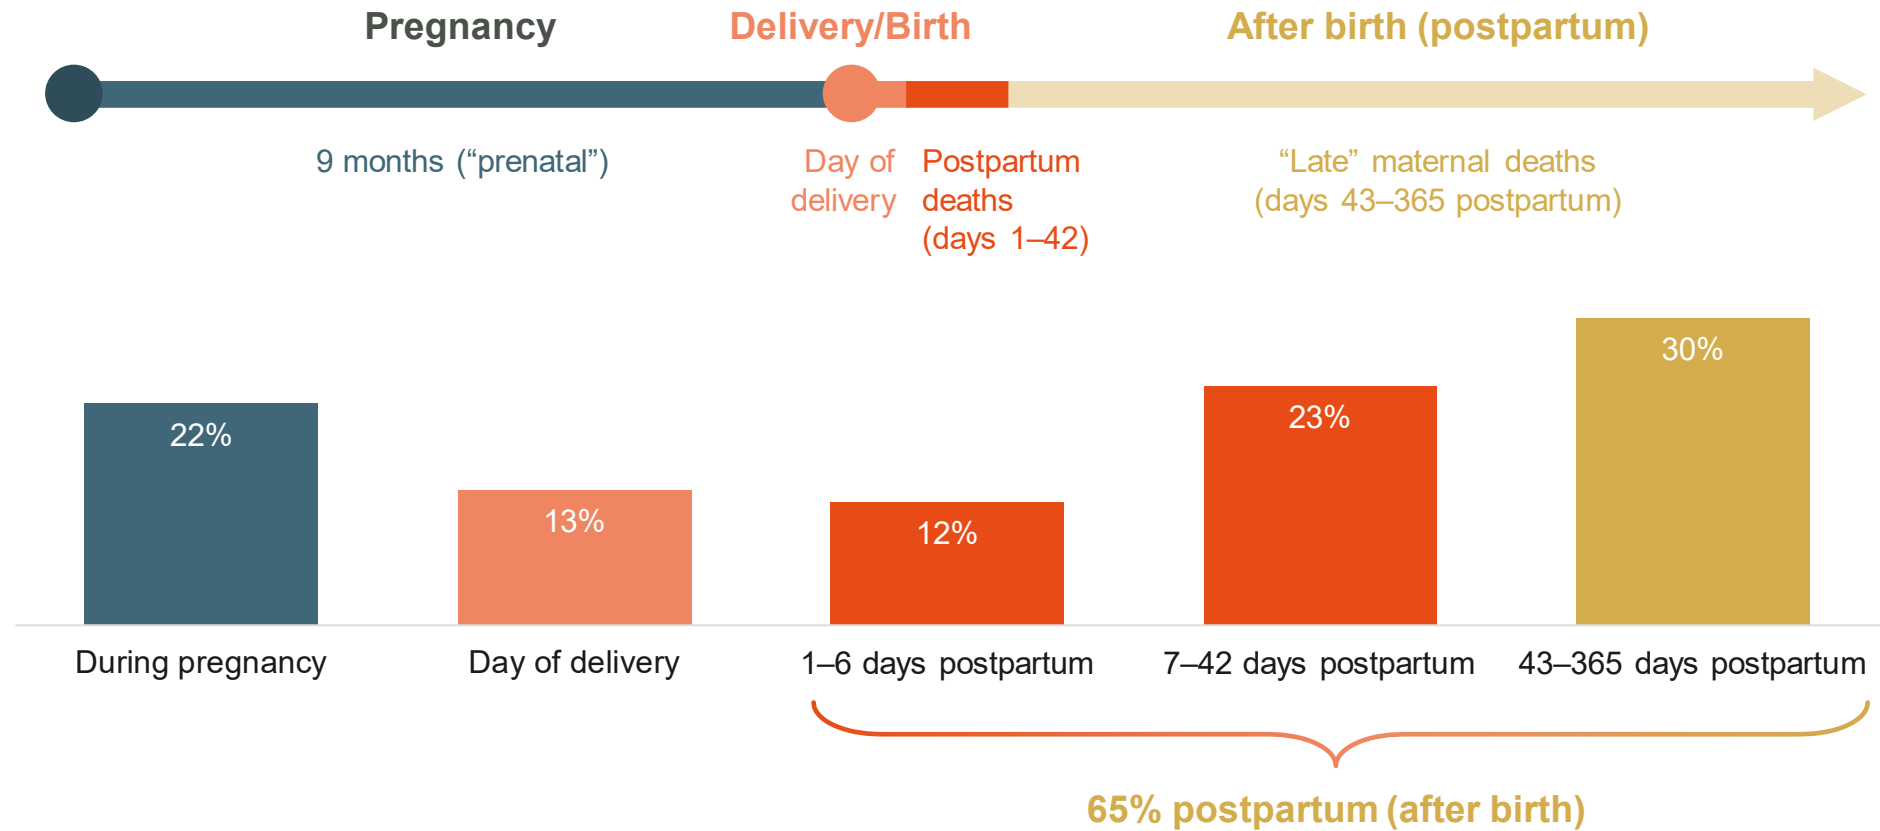 Pregnancy
Delivery/Birth
After birth (postpartum)
9 months (“prenatal”)
Day of
delivery
Postpartum
deaths
(days 1–42)
“Late” maternal deaths
(days 43–365 postpartum)
22%
13%
12%
23%
30%
During pregnancy
Day of delivery
1–6 days postpartum
7–42 days postpartum
43–365 days postpartum
65% postpartum (after birth)